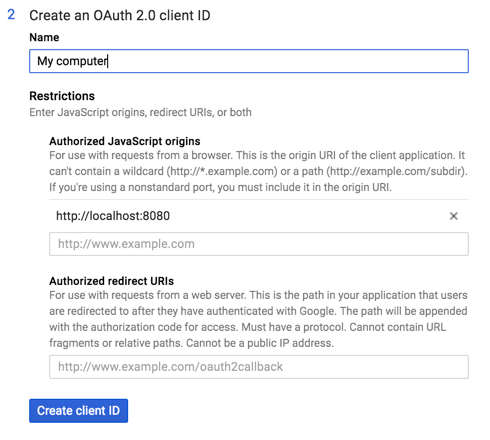 2 Create an OAuth 2.0 client ID
Name
My computer
Restrictions
Enter JavaScript origins, redirect URIs, or both
Authorized JavaScript origins
For use with requests from a browser. This is the origin URI of the client application. It
can't contain a wildcard (http://*.example.com) or a path (http://example.com/subdir).
If you're using a nonstandard port, you must include it in the origin URI.
http://localhost:8080
http://www.example.com
Authorized redirect URIs
For use with requests from a web server. This is the path in your application that users
are redirected to after they have authenticated with Google. The path will be appended
with the authorization code for access. Must have a protocol. Cannot contain URL
fragments or relative paths. Cannot be a public IP address.
http://www.example.com/oauth2callback
Create client ID